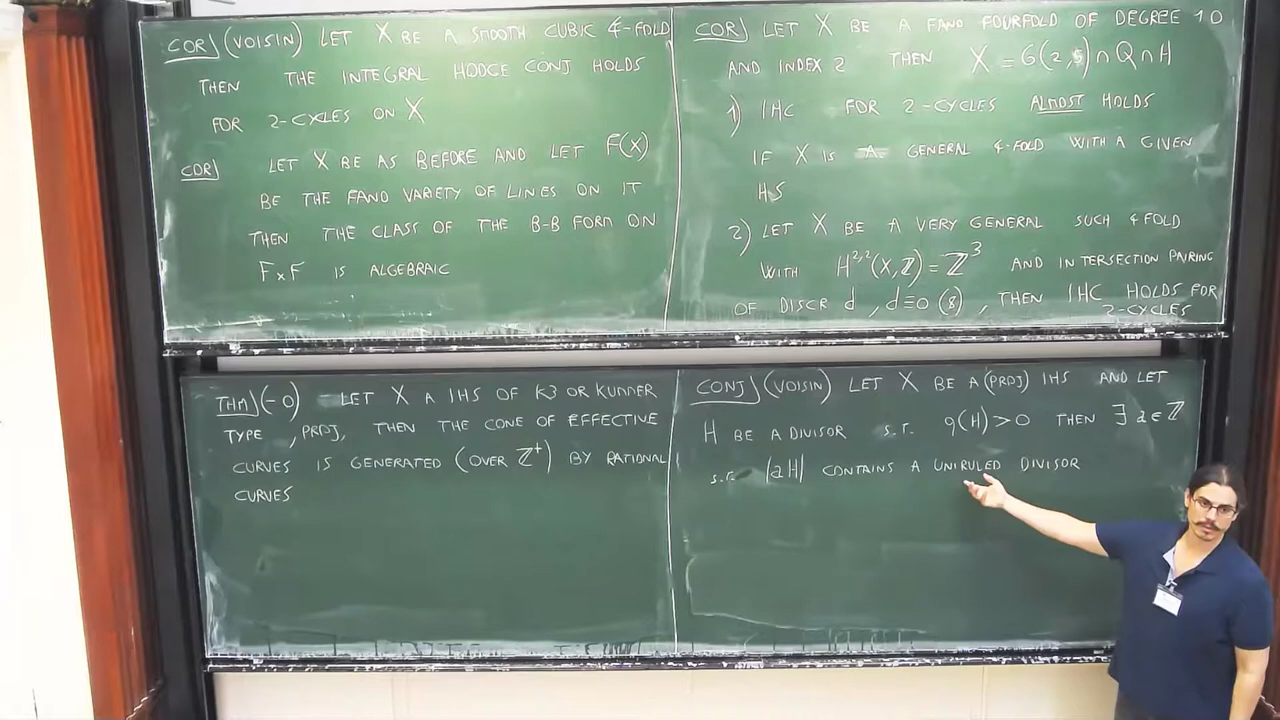 COR) (VOISIN) LET X BE A SMOOTH CUBIC 4-FOLD
THEN THE INTEGRAL HODGE CONJ HOLDS
FOR 2-CYCLES ON X
COR) LET X BE AS BEFORE AND LET F(X)
BE THE FANO VARIETY OF LINES ON IT
THEN THE CLASS OF THE B-B FORM ON
F×F IS ALGEBRAIC
COR) LET X BE A FANO FOURFOLD OF DEGREE 10
AND INDEX 2 THEN X = G(2,5)∩Q∩H
1) IHC FOR 2-CYCLES ALMOST HOLDS
IF X IS A GENERAL 4-FOLD WITH A GIVEN
HS
2) LET X BE A VERY GENERAL SUCH 4 FOLD
WITH H^{2,2}(X,ℤ) = ℤ^3 AND INTERSECTION PAIRING
OF DISCR d, d≡0 (8), THEN IHC HOLDS FOR
2-CYCLES
THM) (-0) LET X A IHS OF K3 OR KUMMER
TYPE, PROJ, THEN THE CONE OF EFFECTIVE
CURVES IS GENERATED (OVER ℤ^+) BY RATIONAL
CURVES
CONJ) (VOISIN) LET X BE A (PROJ) IHS AND LET
H BE A DIVISOR S.T. q(H)>0 THEN ∃ a∈ℤ
S.T. |aH| CONTAINS A UNIRULED DIVISOR